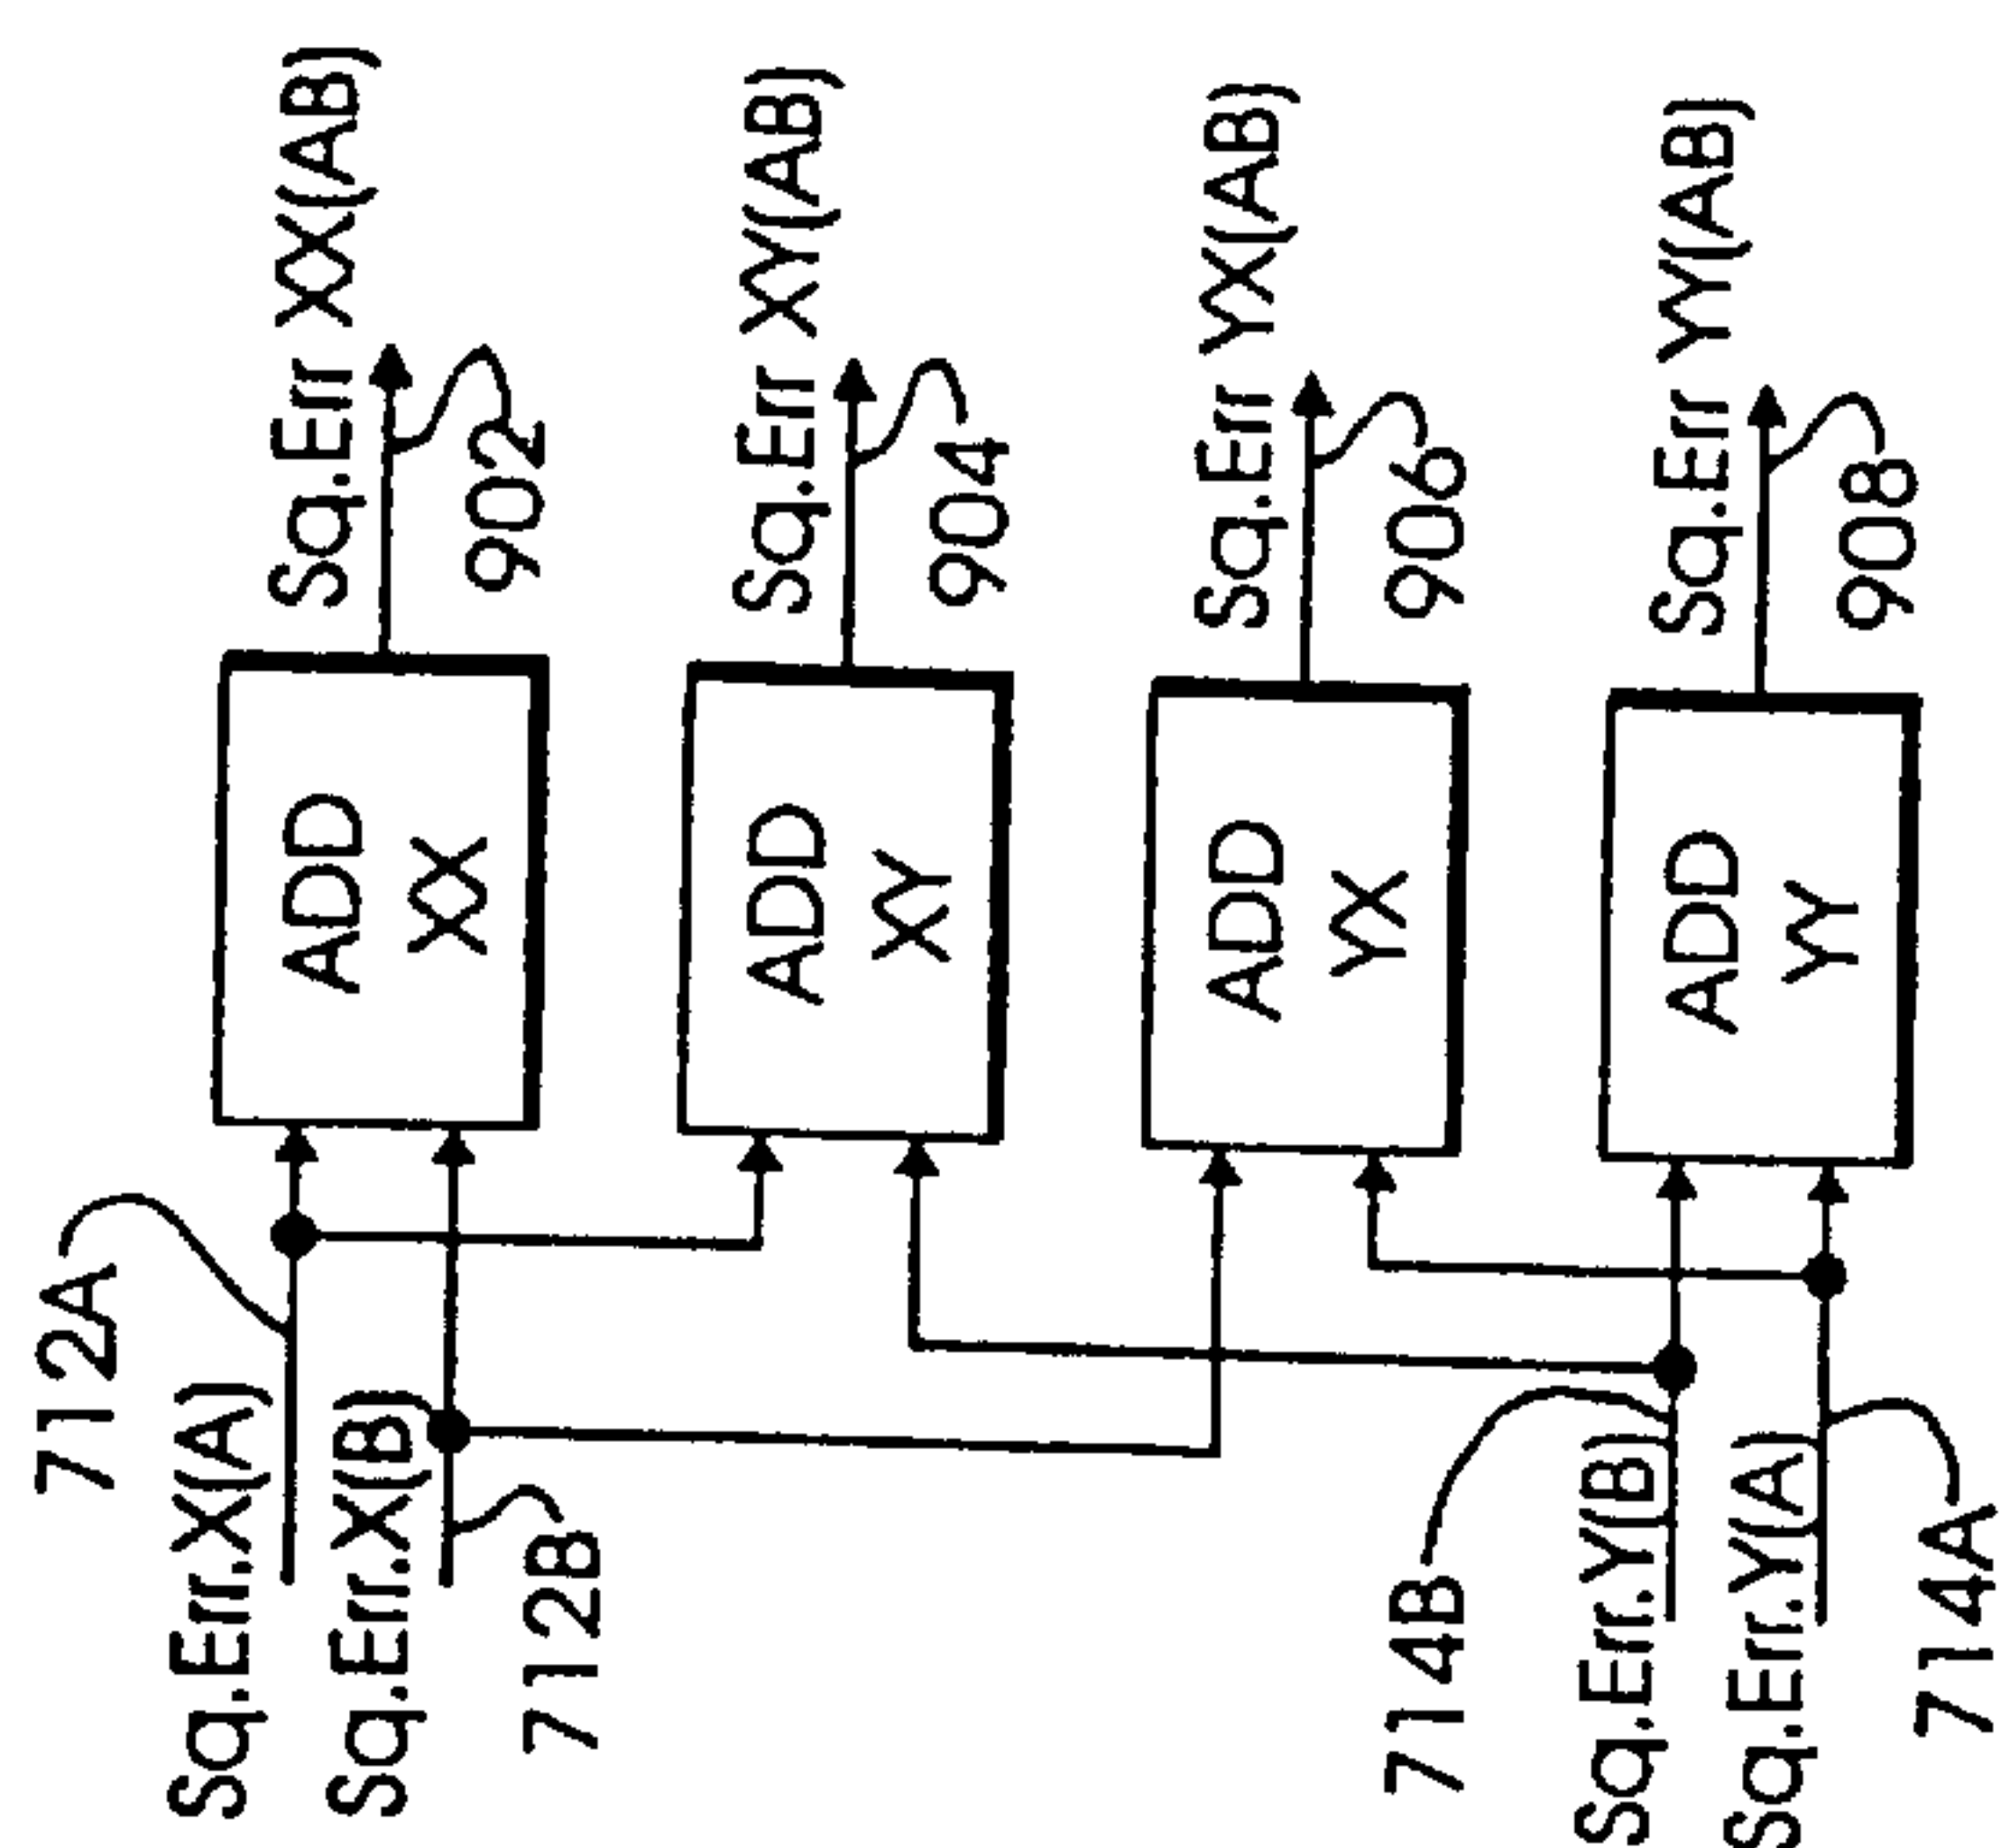 712A
Sq.Err.X(A)
Sq.Err.X(B)
712B
714B
Sq.Err.Y(B)
Sq.Err.Y(A)
714A
ADD
XX
ADD
XY
ADD
YX
ADD
YY
Sq.Err XX(AB)
902
Sq.Err XY(AB)
904
Sq.Err YX(AB)
906
Sq.Err YY(AB)
908